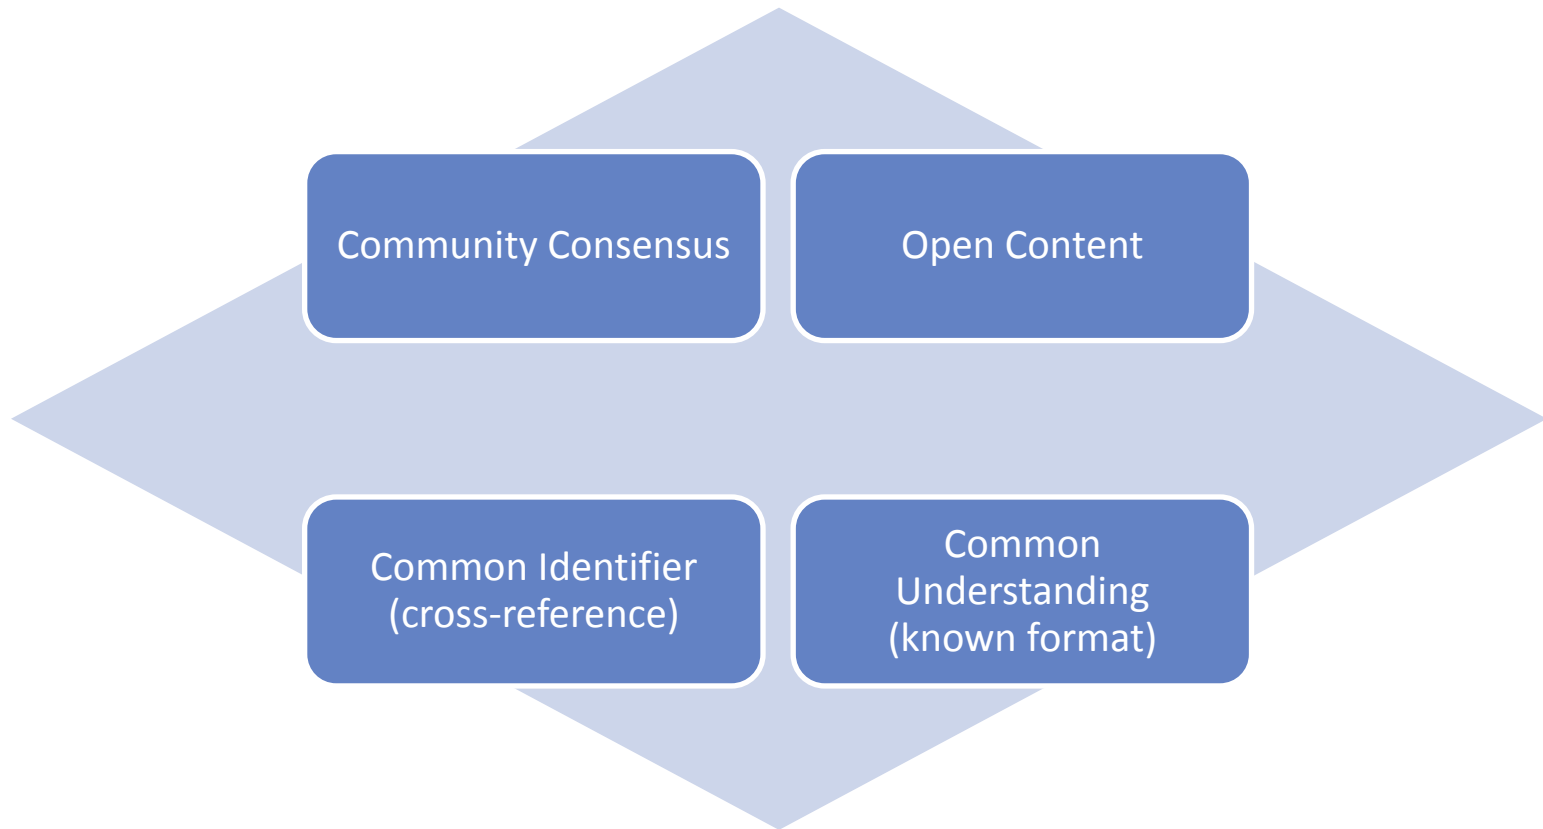 Community Consensus
Open Content
Common Identifier
(cross-reference)
Common
Understanding
(known format)